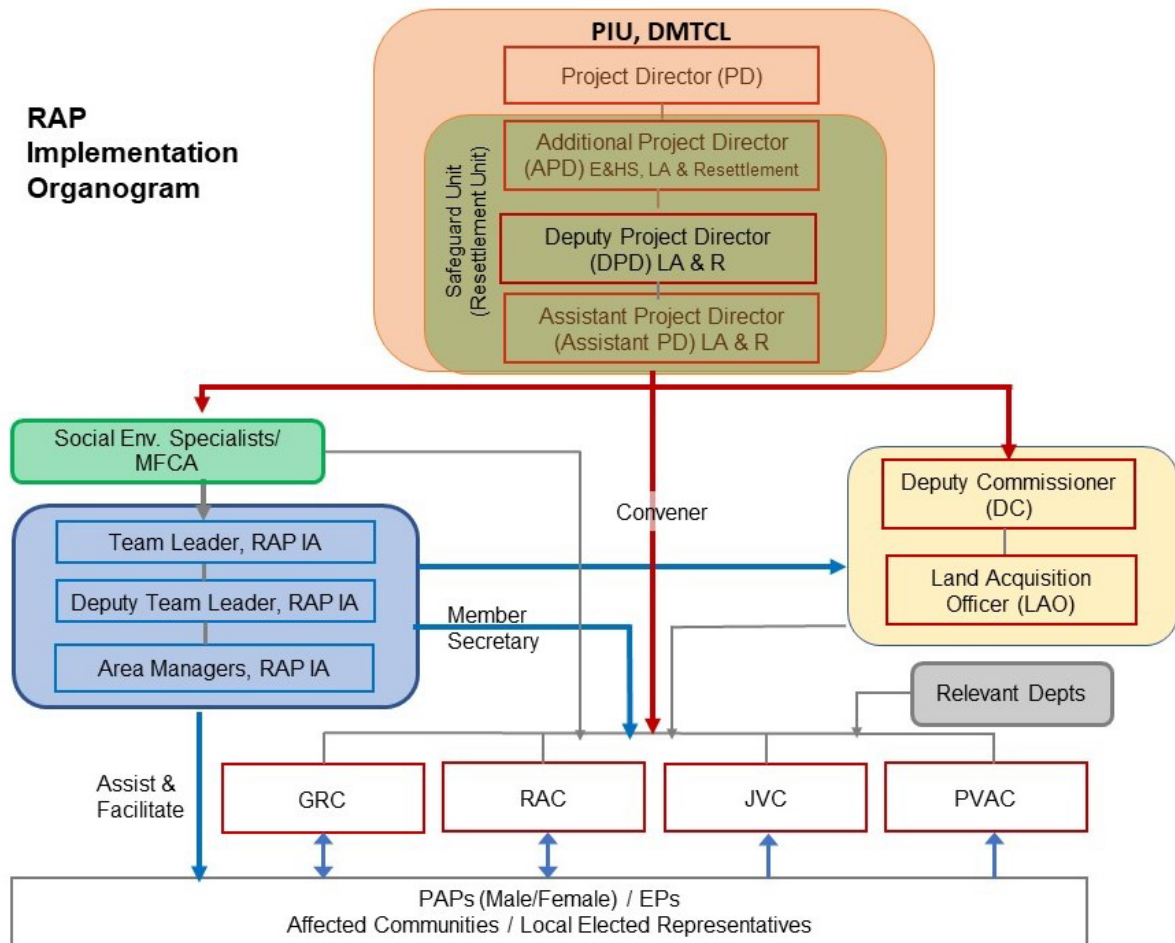 PIU, DMTCL
Project Director (PD)
RAP
Implementation
Organogram
Safeguard Unit
(Resettlement Unit)
Additional Project Director
(APD) E&HS, LA & Resettlement
Deputy Project Director
(DPD) LA & R
Assistant Project Director
(Assistant PD) LA & R
Social Env. Specialists/
MFCA
Deputy Commissioner
(DC)
Land Acquisition
Officer (LAO)
Convener
Team Leader, RAP IA
Deputy Team Leader, RAP IA
Area Managers, RAP IA
Member
Secretary
Relevant Depts
Assist &
Facilitate
GRC
RAC
JVC
PVAC
PAPs (Male/Female) / EPs
Affected Communities / Local Elected Representatives